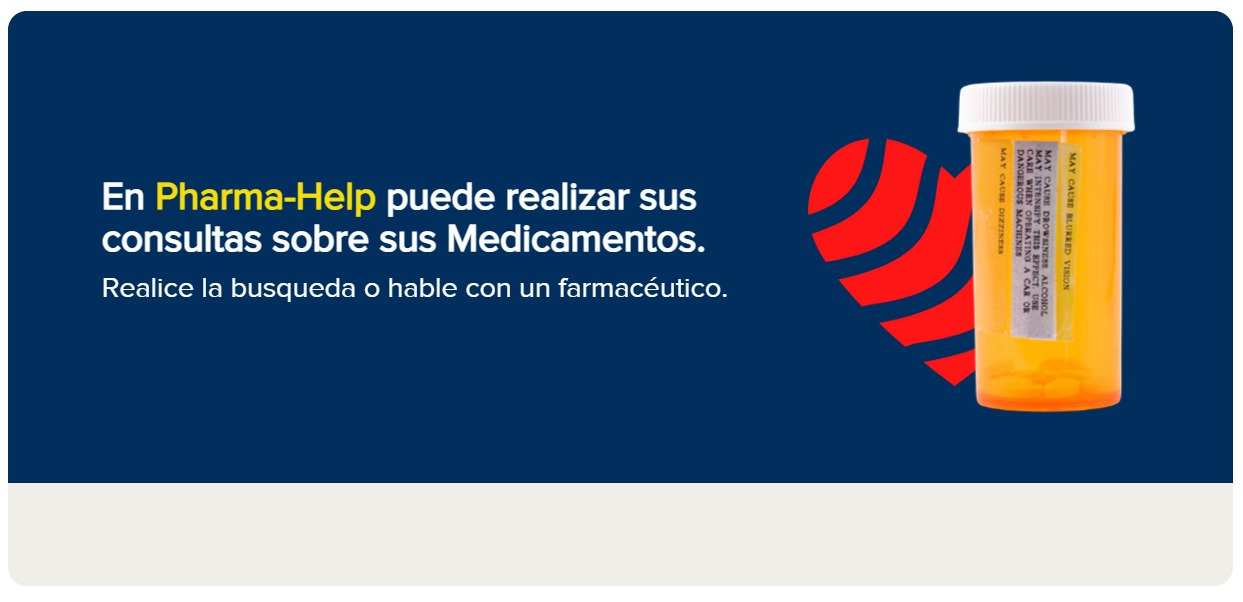 En Pharma-Help puede realizar sus
consultas sobre sus Medicamentos.
Realice la busqueda o hable con un farmacéutico.
MAY CAUSE BLURRED VISION
MAY CAUSE DROWSINESS ALCOHOL
MAY INTENSIFY THIS EFFECT USE
CARE WHEN OPERATING A CAR OR
DANGEROUS MACHINES
MAY CAUSE DIZZINESS